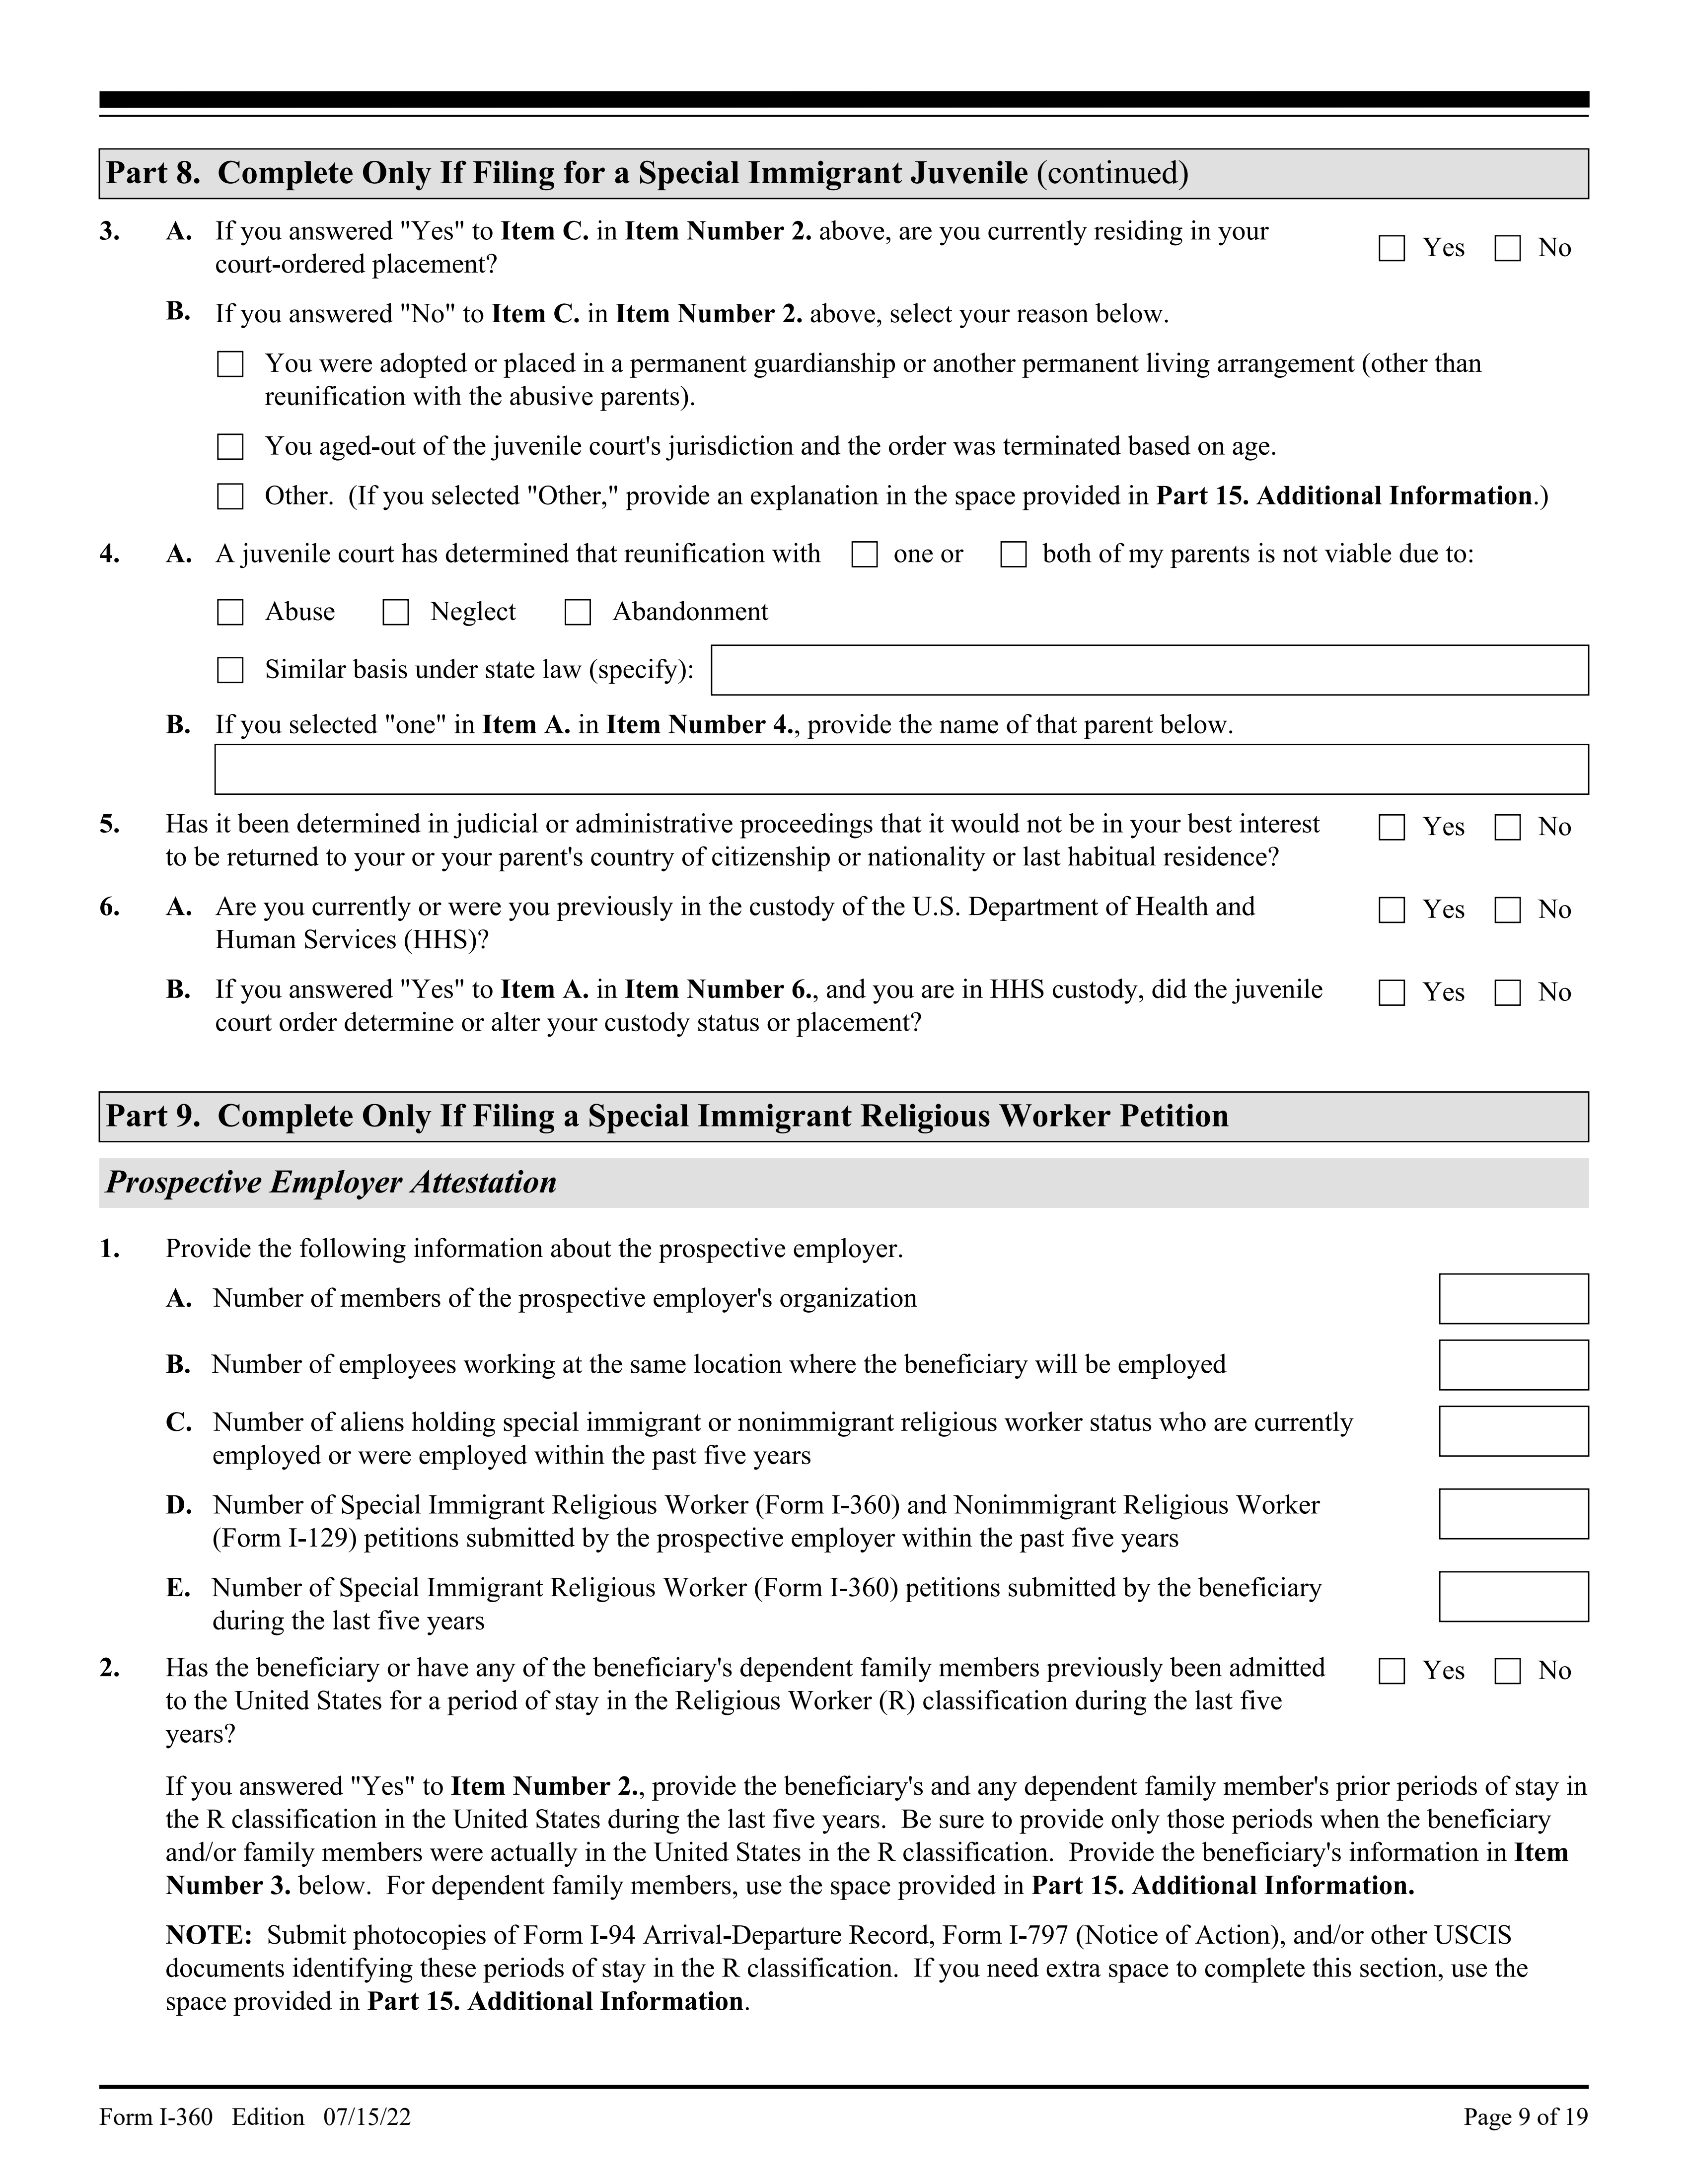 Part 8.  Complete Only If Filing for a Special Immigrant Juvenile (continued)
3. A. If you answered "Yes" to Item C. in Item Number 2. above, are you currently residing in your Yes No
court-ordered placement?
B. If you answered "No" to Item C. in Item Number 2. above, select your reason below.
You were adopted or placed in a permanent guardianship or another permanent living arrangement (other than
reunification with the abusive parents).
You aged-out of the juvenile court's jurisdiction and the order was terminated based on age.
Other.  (If you selected "Other," provide an explanation in the space provided in Part 15. Additional Information.)
4. A. A juvenile court has determined that reunification with one or both of my parents is not viable due to:
Abuse Neglect Abandonment
Similar basis under state law (specify):
B. If you selected "one" in Item A. in Item Number 4., provide the name of that parent below.
5. Has it been determined in judicial or administrative proceedings that it would not be in your best interest Yes No
to be returned to your or your parent's country of citizenship or nationality or last habitual residence?
6. A. Are you currently or were you previously in the custody of the U.S. Department of Health and Yes No
Human Services (HHS)?
B. If you answered "Yes" to Item A. in Item Number 6., and you are in HHS custody, did the juvenile Yes No
court order determine or alter your custody status or placement?
Part 9.  Complete Only If Filing a Special Immigrant Religious Worker Petition
Prospective Employer Attestation
1. Provide the following information about the prospective employer.
A. Number of members of the prospective employer's organization
B. Number of employees working at the same location where the beneficiary will be employed
C. Number of aliens holding special immigrant or nonimmigrant religious worker status who are currently
employed or were employed within the past five years
D. Number of Special Immigrant Religious Worker (Form I-360) and Nonimmigrant Religious Worker
(Form I-129) petitions submitted by the prospective employer within the past five years
E. Number of Special Immigrant Religious Worker (Form I-360) petitions submitted by the beneficiary
during the last five years
2. Has the beneficiary or have any of the beneficiary's dependent family members previously been admitted Yes No
to the United States for a period of stay in the Religious Worker (R) classification during the last five
years?
If you answered "Yes" to Item Number 2., provide the beneficiary's and any dependent family member's prior periods of stay in
the R classification in the United States during the last five years.  Be sure to provide only those periods when the beneficiary
and/or family members were actually in the United States in the R classification.  Provide the beneficiary's information in Item
Number 3. below.  For dependent family members, use the space provided in Part 15. Additional Information.
NOTE:  Submit photocopies of Form I-94 Arrival-Departure Record, Form I-797 (Notice of Action), and/or other USCIS
documents identifying these periods of stay in the R classification.  If you need extra space to complete this section, use the
space provided in Part 15. Additional Information.
Form I-360   Edition   07/15/22 Page 9 of 19